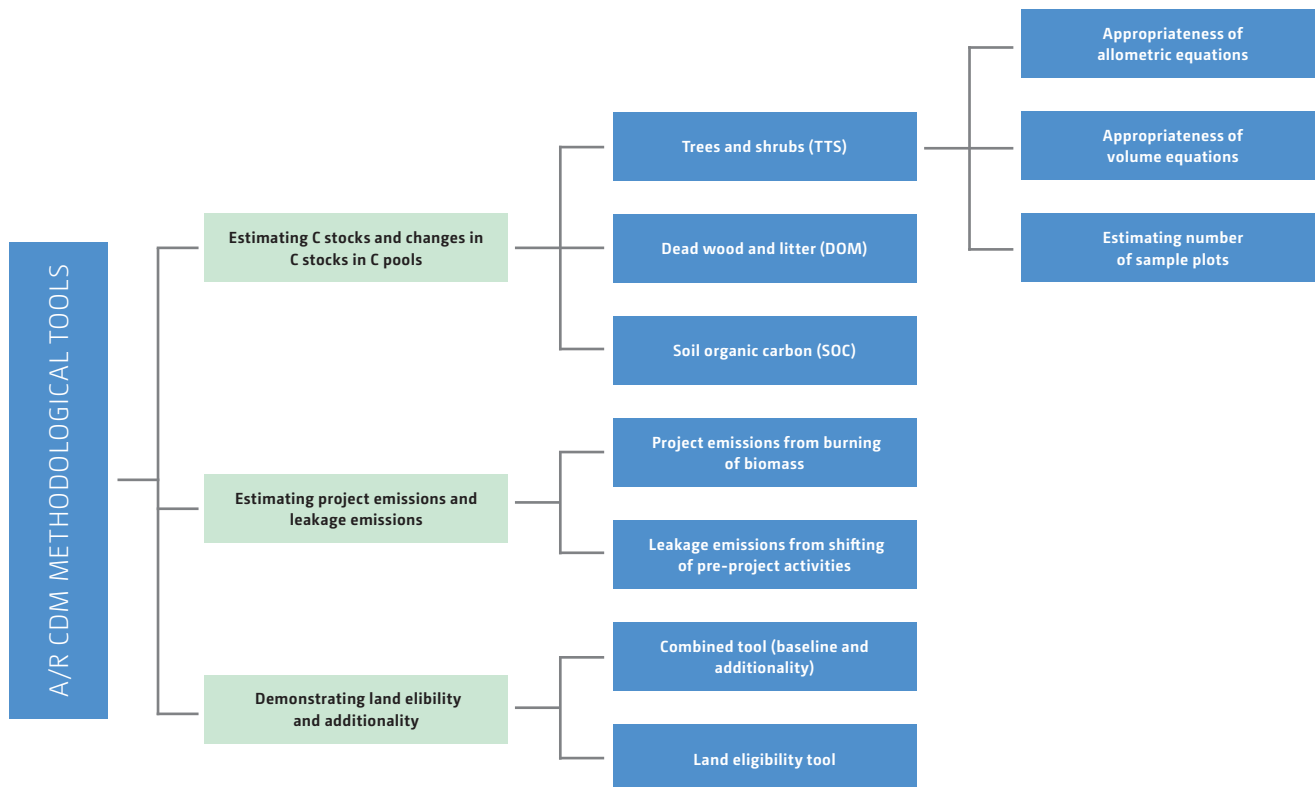 A/R CDM METHODOLOGICAL TOOLS
Estimating C stocks and changes in
C stocks in C pools
Trees and shrubs (TTS)
Appropriateness of
allometric equations
Appropriateness of
volume equations
Estimating number
of sample plots
Dead wood and litter (DOM)
Soil organic carbon (SOC)
Estimating project emissions and
leakage emissions
Project emissions from burning
of biomass
Leakage emissions from shifting
of pre-project activities
Demonstrating land elibility
and additionality
Combined tool (baseline and
additionality)
Land eligibility tool